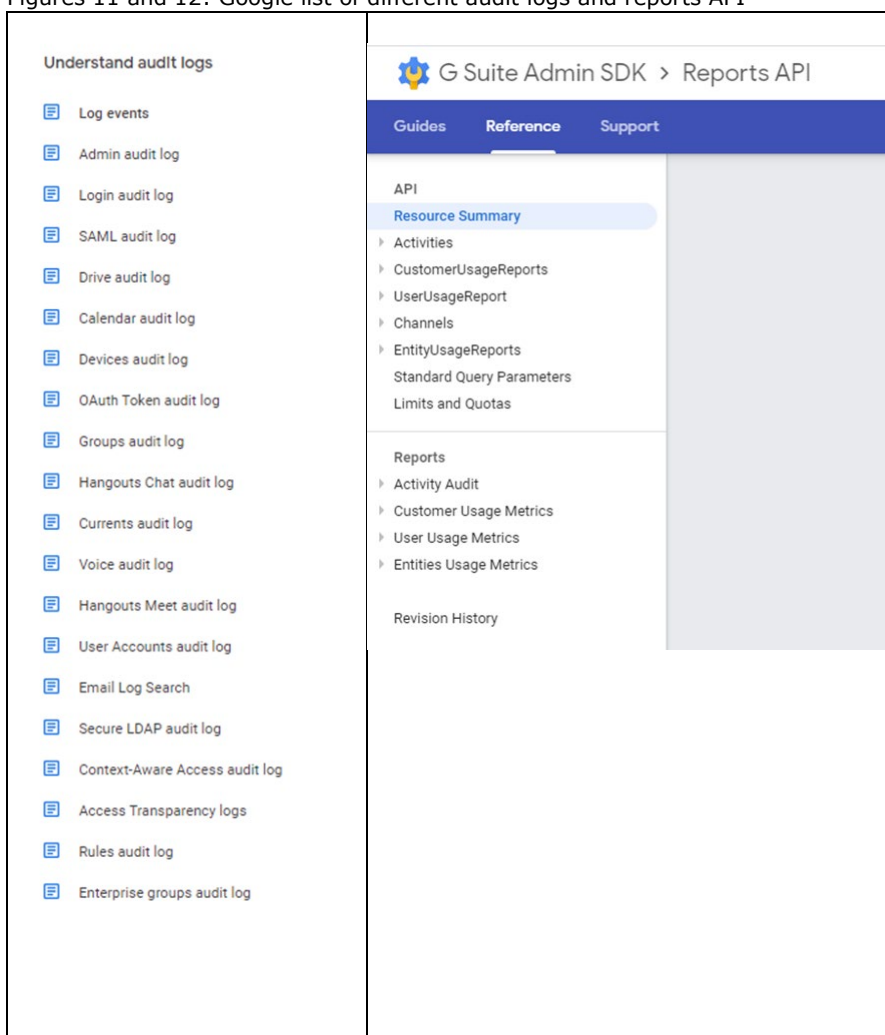 Figures 11 and 12: Google list of different audit logs and reports API
Understand audit logs
Log events
Admin audit log
Login audit log
SAML audit log
Drive audit log
Calendar audit log
Devices audit log
OAuth Token audit log
Groups audit log
Hangouts Chat audit log
Currents audit log
Voice audit log
Hangouts Meet audit log
User Accounts audit log
Email Log Search
Secure LDAP audit log
Context-Aware Access audit log
Access Transparency logs
Rules audit log
Enterprise groups audit log
G Suite Admin SDK > Reports API
Guides Reference Support
API
Resource Summary
Activities
CustomerUsageReports
UserUsageReport
Channels
EntityUsageReports
Standard Query Parameters
Limits and Quotas
Reports
Activity Audit
Customer Usage Metrics
User Usage Metrics
Entities Usage Metrics
Revision History